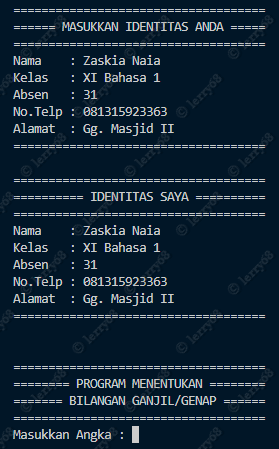 ====================================
====== MASUKKAN IDENTITAS ANDA =====
====================================
Nama    : Zaskia Naia
Kelas   : XI Bahasa 1
Absen   : 31
No.Telp : 081315923363
Alamat  : Gg. Masjid II
====================================
====================================
========== IDENTITAS SAYA ==========
====================================
Nama    : Zaskia Naia
Kelas   : XI Bahasa 1
Absen   : 31
No.Telp : 081315923363
Alamat  : Gg. Masjid II
====================================
====================================
======== PROGRAM MENENTUKAN ========
======= BILANGAN GANJIL/GENAP ======
====================================
Masukkan Angka :
© lerry68